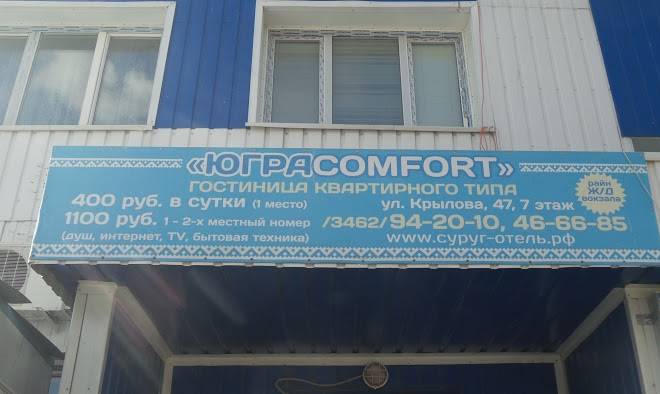 «ЮГРАCOMFORT»
ГОСТИНИЦА КВАРТИРНОГО ТИПА
400 руб. в сутки (1 место)
1100 руб. 1 - 2-х местный номер
(душ, интернет, TV, бытовая техника)
ул. Крылова, 47, 7 этаж
/3462/ 94-20-10, 46-66-85
www.суруг-отель.рф
район
Ж/Д
вокзала